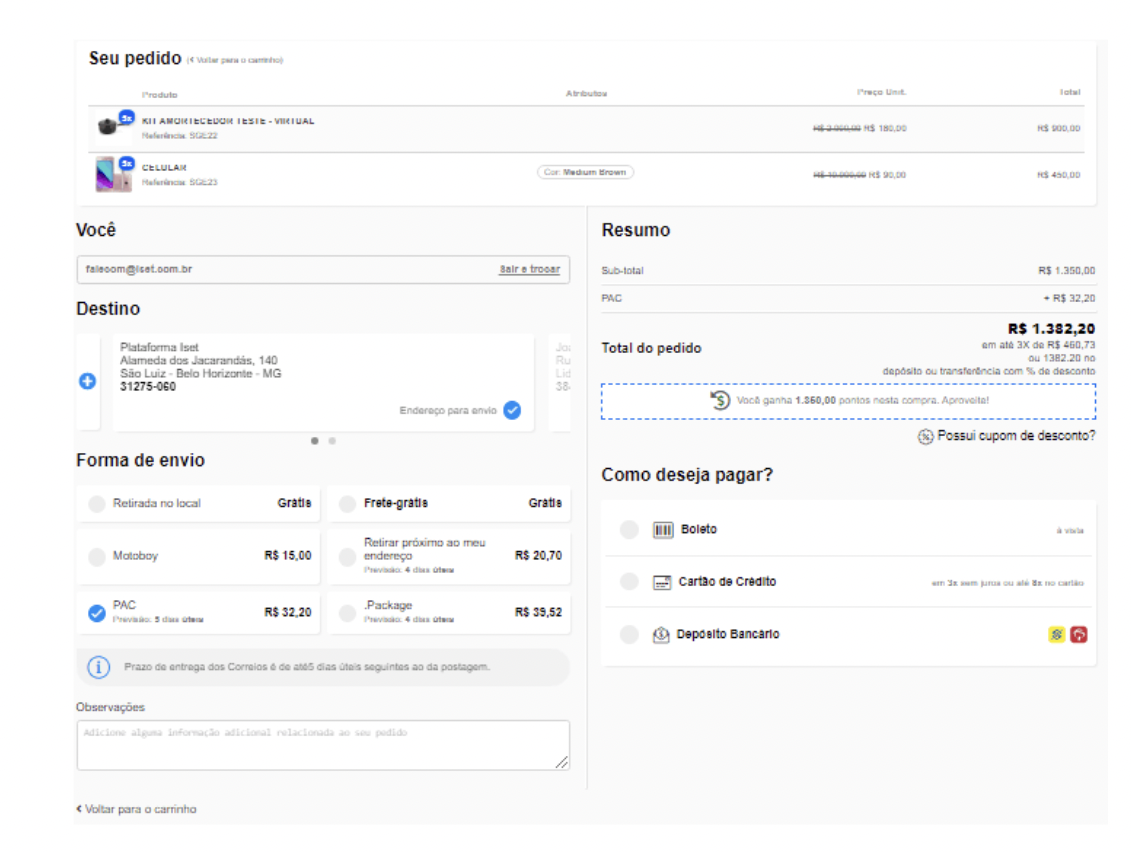 Seu pedido (< Voltar para o carrinho)
Produto Atributos Preço Unit. Total
5x KIT AMORTECEDOR TESTE - VIRTUAL
Referência: SGE22
R$ 2.000,00 R$ 180,00 R$ 900,00
5x CELULAR
Referência: SGE23
Cor: Medium Brown
R$ 10.000,00 R$ 90,00 R$ 450,00
Você
falecom@iset.com.br Sair e trocar
Destino
Plataforma Iset
Alameda dos Jacarandás, 140
São Luiz - Belo Horizonte - MG
31275-060
Endereço para envio
Forma de envio
Retirada no local Grátis
Frete-grátis Grátis
Motoboy R$ 15,00
Retirar próximo ao meu
endereço
Previsão: 4 dias úteis
R$ 20,70
PAC
Previsão: 5 dias úteis
R$ 32,20
.Package
Previsão: 4 dias úteis
R$ 39,52
Prazo de entrega dos Correios é de até5 dias úteis seguintes ao da postagem.
Observações
Adicione alguma informação adicional relacionada ao seu pedido
< Voltar para o carrinho
Resumo
Sub-total R$ 1.350,00
PAC + R$ 32,20
Total do pedido R$ 1.382,20
em até 3X de R$ 460,73
ou 1382.20 no
depósito ou transferência com % de desconto
Você ganha 1.350,00 pontos nesta compra. Aproveite!
Possui cupom de desconto?
Como deseja pagar?
Boleto à vista
Cartão de Crédito em 3x sem juros ou até 8x no cartão
Depósito Bancário